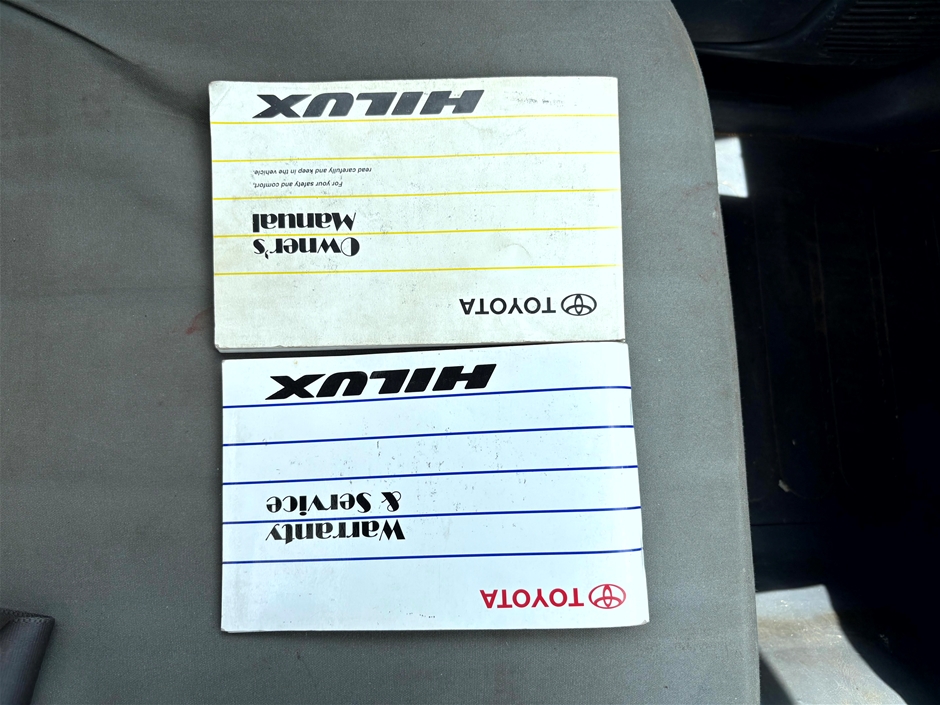 TOYOTA
Warranty
& Service
HILUX
TOYOTA
Owner's
Manual
For your safety and comfort,
read carefully and keep in the vehicle.
HILUX